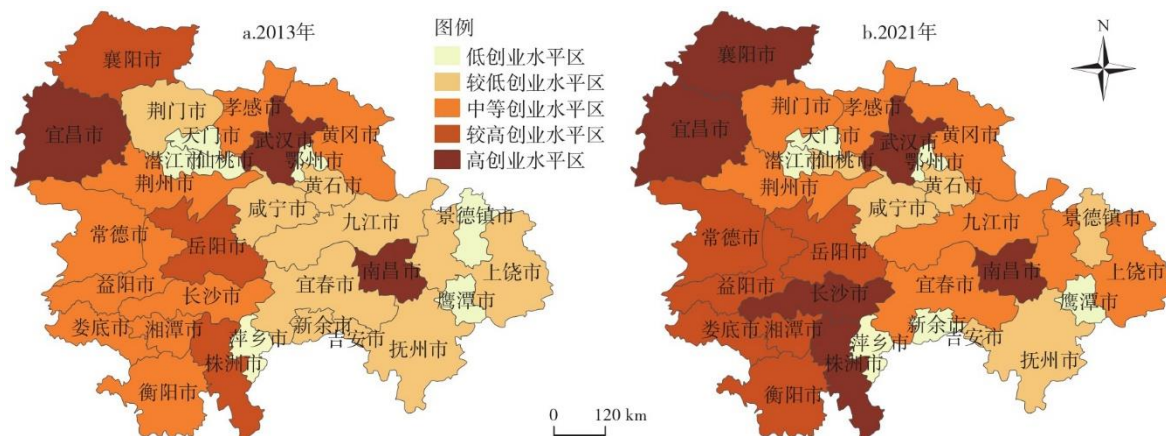 a.2013年
图例
低创业水平区
较低创业水平区
中等创业水平区
较高创业水平区
高创业水平区
b.2021年
N
襄阳市
宜昌市
荆门市
孝感市
天门市
武汉市
黄冈市
潜江市
仙桃市
鄂州市
荆州市
黄石市
咸宁市
九江市
景德镇市
常德市
岳阳市
南昌市
上饶市
益阳市
长沙市
宜春市
鹰潭市
娄底市
湘潭市
萍乡市
新余市
吉安市
抚州市
株洲市
衡阳市
襄阳市
宜昌市
荆门市
孝感市
天门市
武汉市
黄冈市
潜江市
仙桃市
鄂州市
荆州市
黄石市
咸宁市
九江市
景德镇市
常德市
岳阳市
南昌市
上饶市
益阳市
长沙市
宜春市
鹰潭市
娄底市
湘潭市
萍乡市
新余市
吉安市
抚州市
株洲市
衡阳市
0 120 km